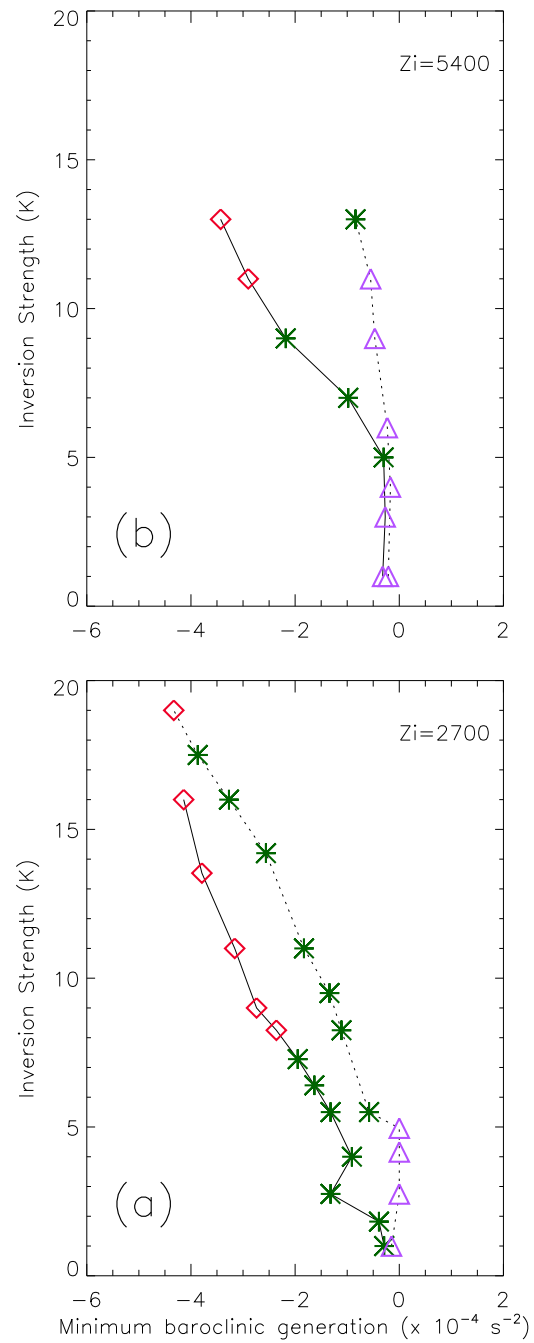 20
Zi=5400
15
10
Inversion Strength (K)
5
(b)
0
−6 −4 −2 0 2
20
Zi=2700
15
10
Inversion Strength (K)
5
(a)
0
−6 −4 −2 0 2
Minimum baroclinic generation (x 10⁻⁴ s⁻²)